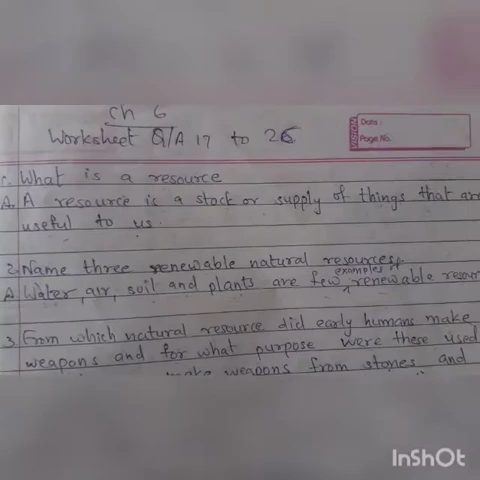 Ch 6
Worksheet Q/A 17 to 26
VISION
Date:
Page No.
1. What is a resource
A. A resource is a stock or supply of things that are
useful to us.
2. Name three renewable natural resources.
examples of
A. Water, air, soil and plants are few renewable resour
3. From which natural resource did early humans make
weapons and for what purpose were these used
make weapons from stones and
InShOt